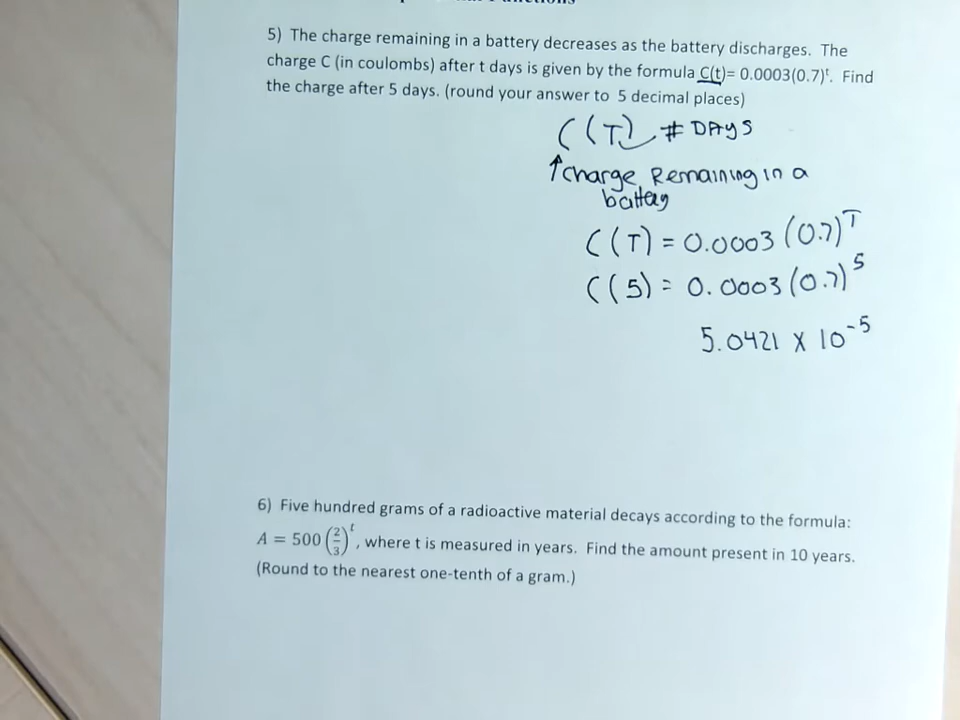 5) The charge remaining in a battery decreases as the battery discharges. The
charge C (in coulombs) after t days is given by the formula C(t)= 0.0003(0.7)ᵗ. Find
the charge after 5 days. (round your answer to 5 decimal places)
C(T) # DAYS
↑charge Remaining in a
battery
C(T) = 0.0003 (0.7)ᵀ
C(5) = 0.0003 (0.7)⁵
5.0421 x 10⁻⁵
6) Five hundred grams of a radioactive material decays according to the formula:
A = 500 (2/3)ᵗ, where t is measured in years. Find the amount present in 10 years.
(Round to the nearest one-tenth of a gram.)